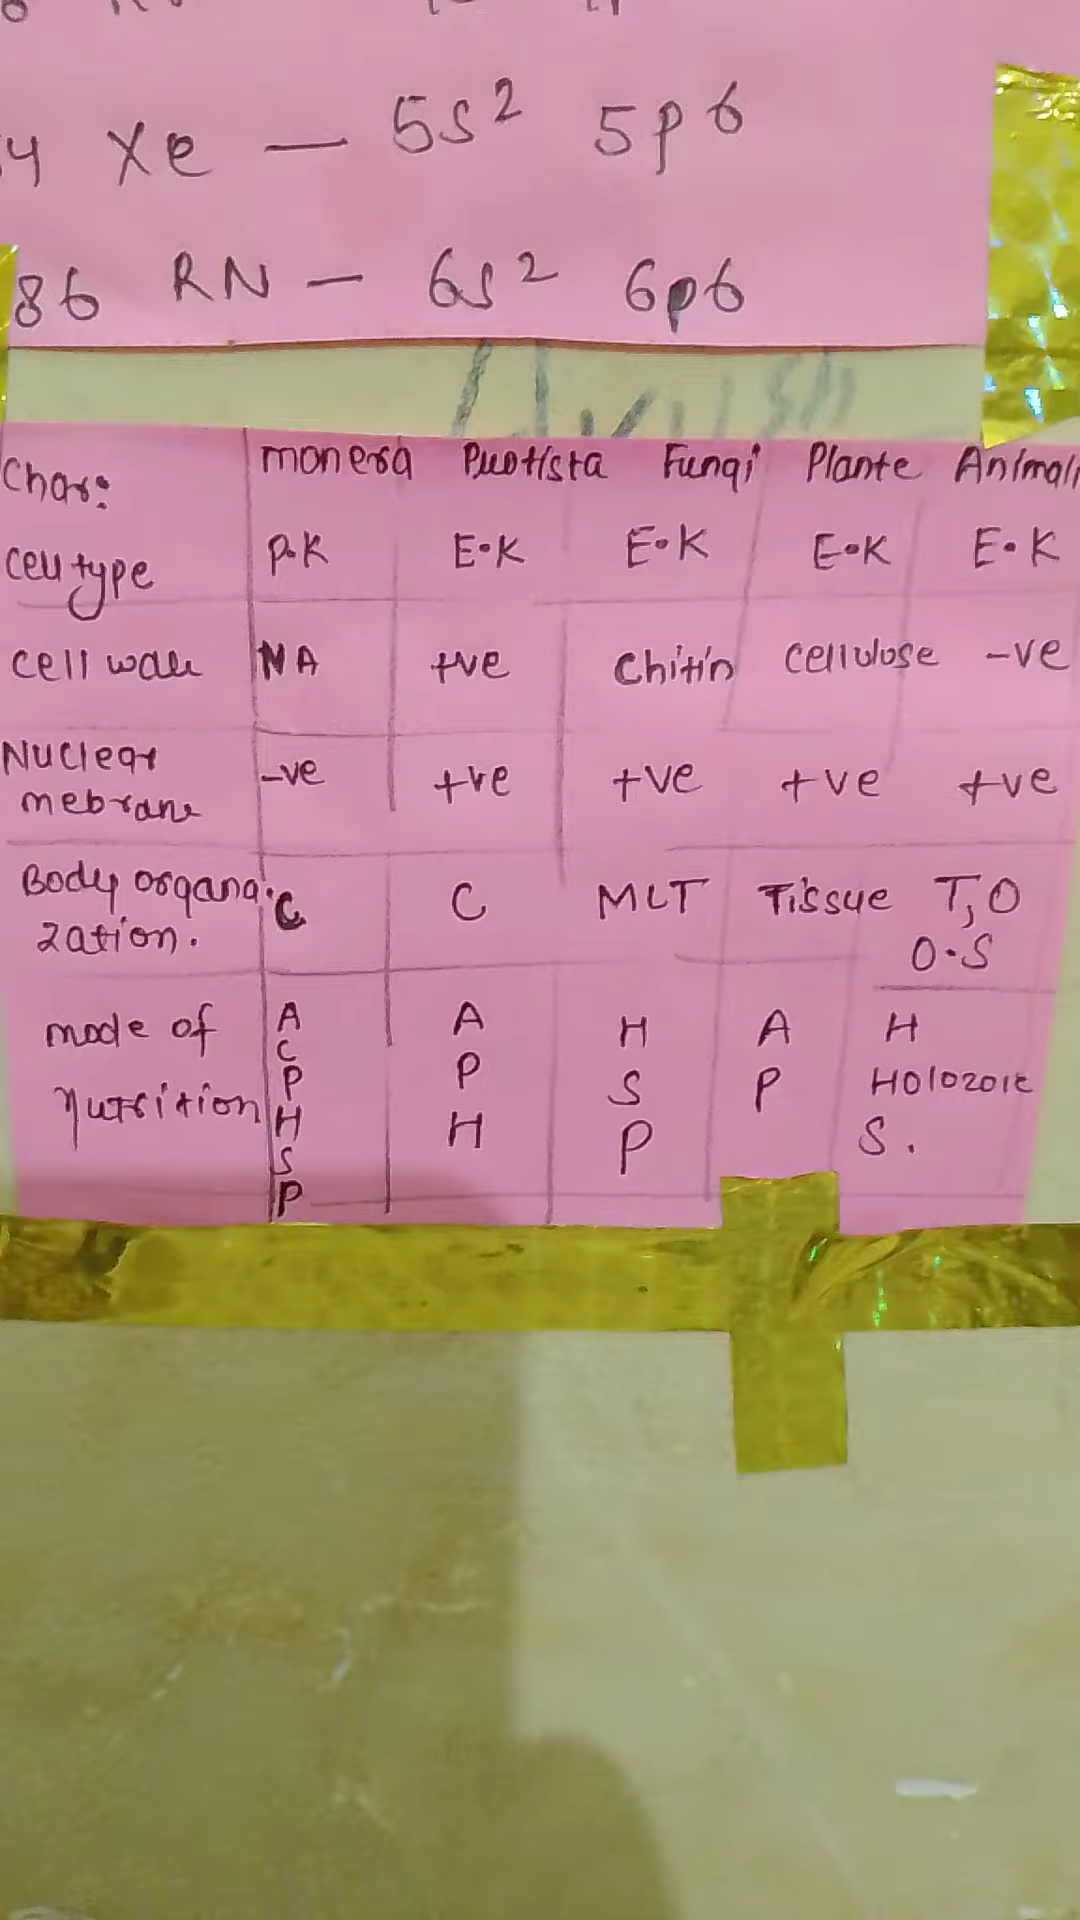 4 Xe — 5s² 5p6
86 RN — 6s² 6p6
Char: monera Protista Fungi Plante Animali
Cell type P.K E.K E.K E.K E.K
Cell wall NA +ve Chitin cellulose -ve
Nuclear mebrane -ve +ve +ve +ve +ve
Body organization. C C MLT Tissue T,O
O.S
mode of nutrition A A H A H
C P S P Holozoic
P H P S.
H
S
P